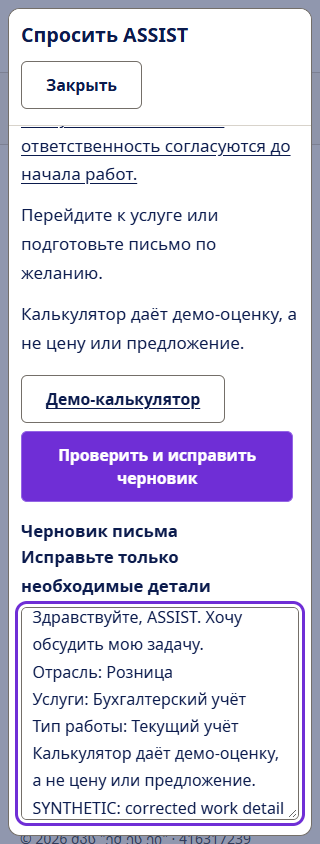 Спросить ASSIST
Закрыть
ответственность согласуются до
начала работ.
Перейдите к услуге или
подготовьте письмо по
желанию.
Калькулятор даёт демо-оценку, а
не цену или предложение.
Демо-калькулятор
Проверить и исправить
черновик
Черновик письма
Исправьте только
необходимые детали
Здравствуйте, ASSIST. Хочу
обсудить мою задачу.
Отрасль: Розница
Услуги: Бухгалтерский учёт
Тип работы: Текущий учёт
Калькулятор даёт демо-оценку,
а не цену или предложение.
SYNTHETIC: corrected work detail
© 2026 · 416317239